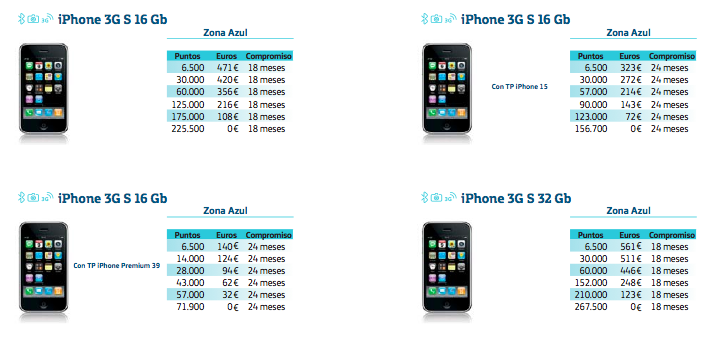 3G iPhone 3G S 16 Gb
Zona Azul
Puntos Euros Compromiso
6.500 471 € 18 meses
30.000 420 € 18 meses
60.000 356 € 18 meses
125.000 216 € 18 meses
175.000 108 € 18 meses
225.500 0 € 18 meses
3G iPhone 3G S 16 Gb
Zona Azul
Con TP iPhone 15
Puntos Euros Compromiso
6.500 323 € 24 meses
30.000 272 € 24 meses
57.000 214 € 24 meses
90.000 143 € 24 meses
123.000 72 € 24 meses
156.700 0 € 24 meses
3G iPhone 3G S 16 Gb
Zona Azul
Con TP iPhone Premium 39
Puntos Euros Compromiso
6.500 140 € 24 meses
14.000 124 € 24 meses
28.000 94 € 24 meses
43.000 62 € 24 meses
57.000 32 € 24 meses
71.900 0 € 24 meses
3G iPhone 3G S 32 Gb
Zona Azul
Puntos Euros Compromiso
6.500 561 € 18 meses
30.000 511 € 18 meses
60.000 446 € 18 meses
152.000 248 € 18 meses
210.000 123 € 18 meses
267.500 0 € 18 meses